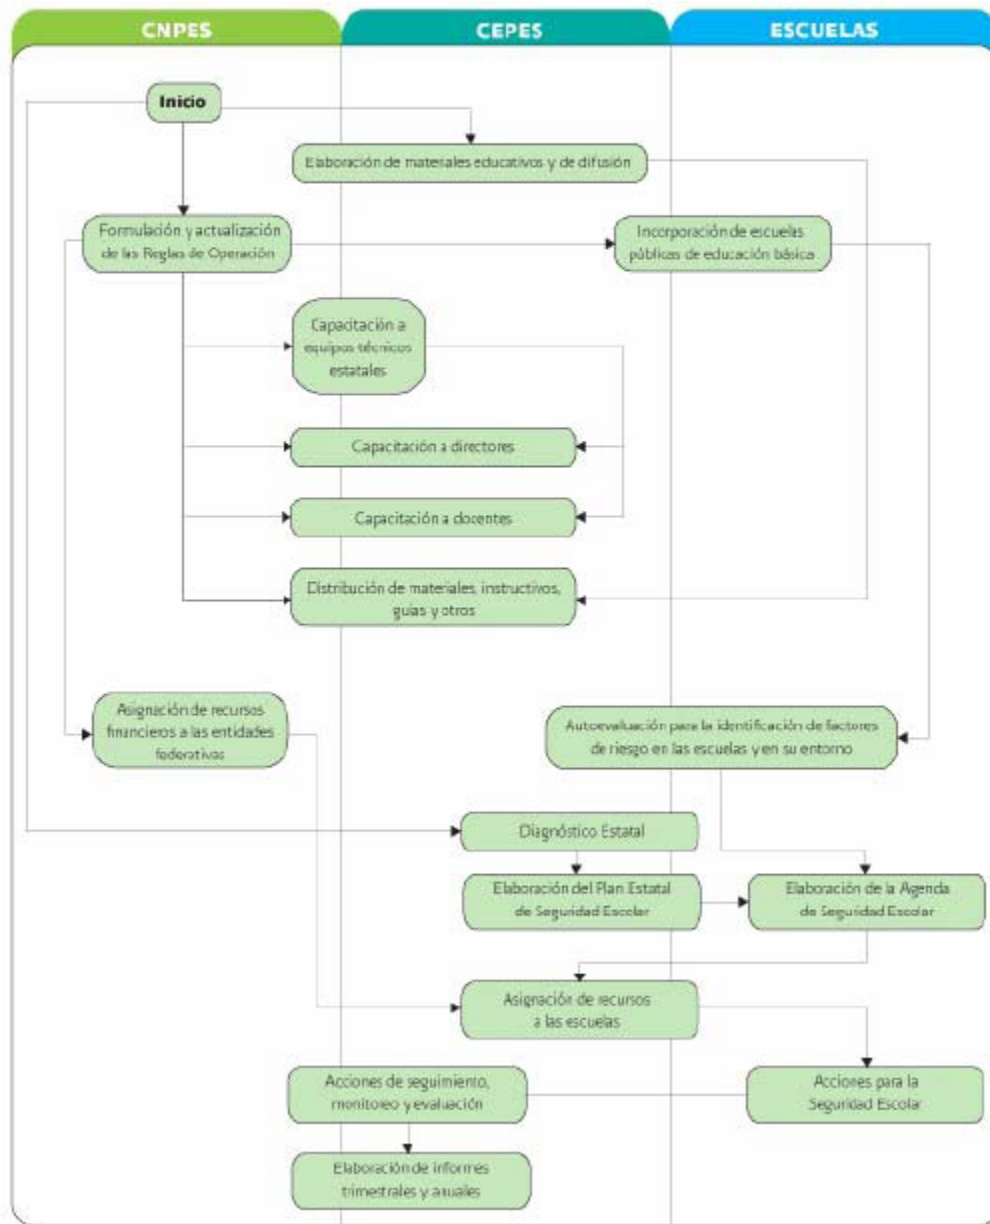 CNPES
CEPES
ESCUELAS
Inicio
Elaboración de materiales educativos y de difusión
Formulación y actualización
de las Reglas de Operación
Incorporación de escuelas
públicas de educación básica
Capacitación a
equipos técnicos
estatales
Capacitación a directores
Capacitación a docentes
Distribución de materiales, instructivos,
guías y otros
Asignación de recursos
financieros a las entidades
federativas
Autoevaluación para la identificación de factores
de riesgo en las escuelas y en su entorno
Diagnóstico Estatal
Elaboración del Plan Estatal
de Seguridad Escolar
Elaboración de la Agenda
de Seguridad Escolar
Asignación de recursos
a las escuelas
Acciones de seguimiento,
monitoreo y evaluación
Acciones para la
Seguridad Escolar
Elaboración de informes
trimestrales y anuales